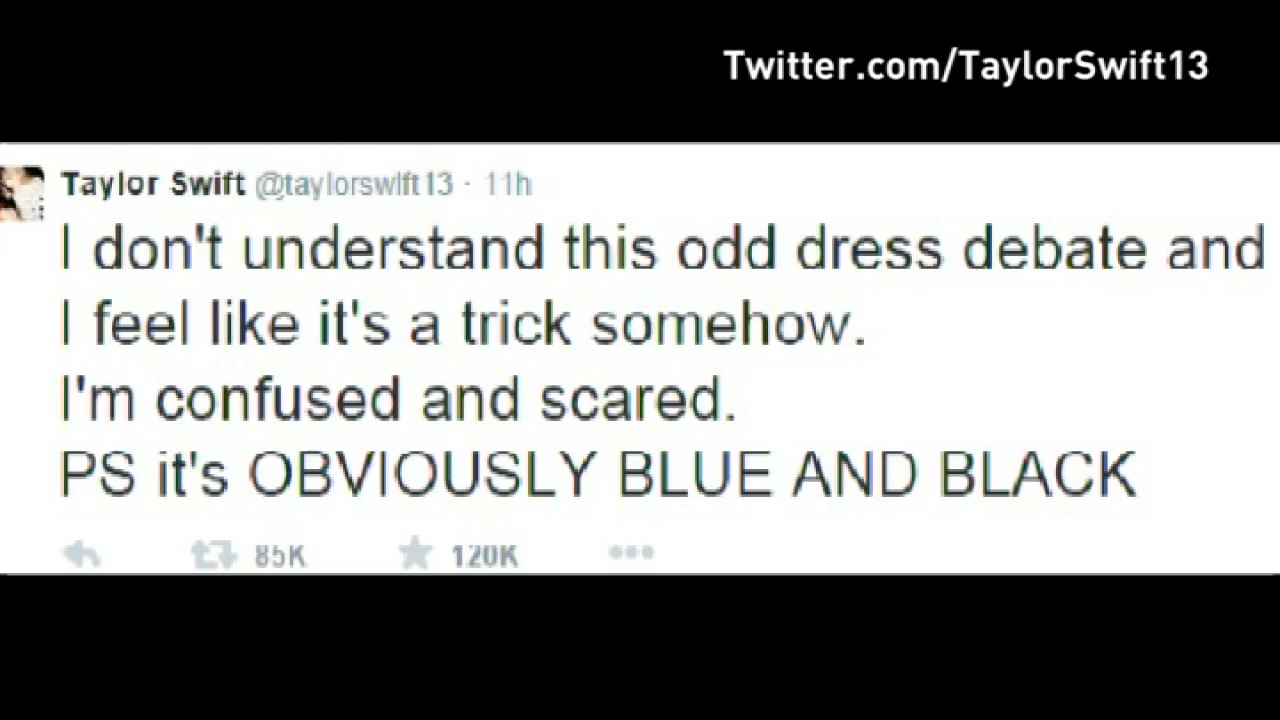 Twitter.com/TaylorSwift13
Taylor Swift @taylorswift13 · 11h
I don't understand this odd dress debate and
I feel like it's a trick somehow.
I'm confused and scared.
PS it's OBVIOUSLY BLUE AND BLACK
85K 120K